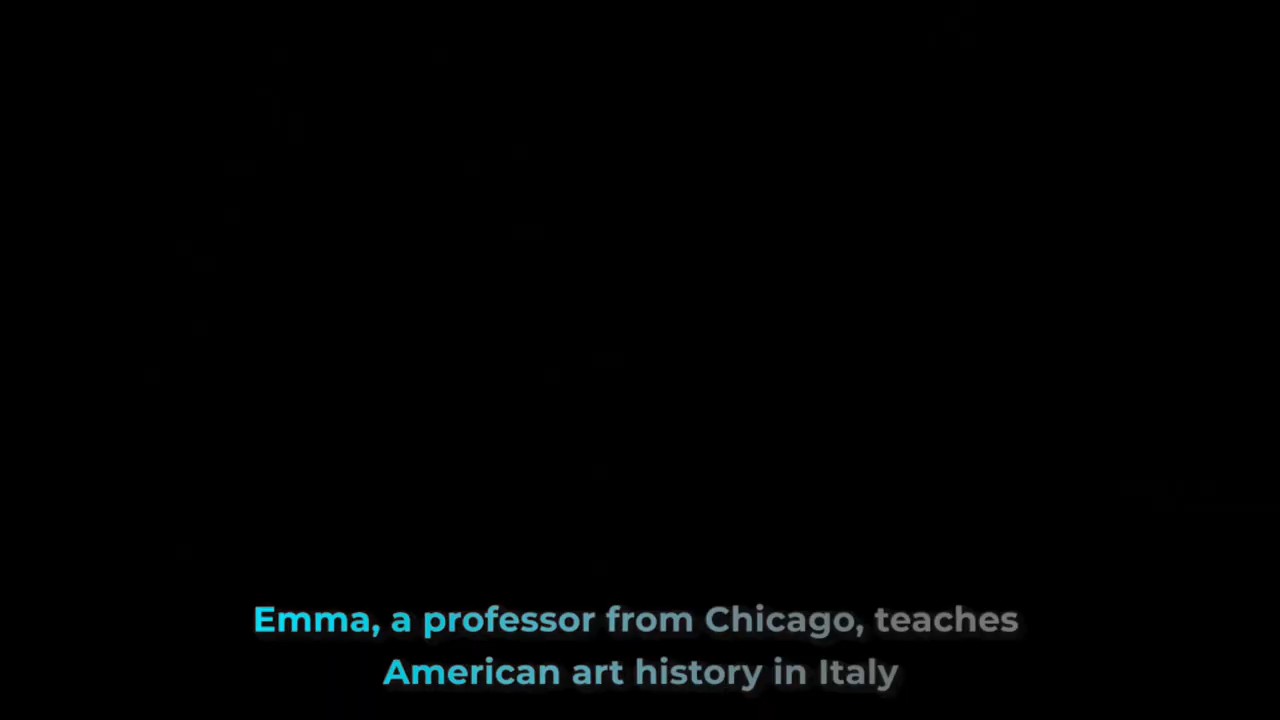 Emma, a professor from Chicago, teaches
American art history in Italy